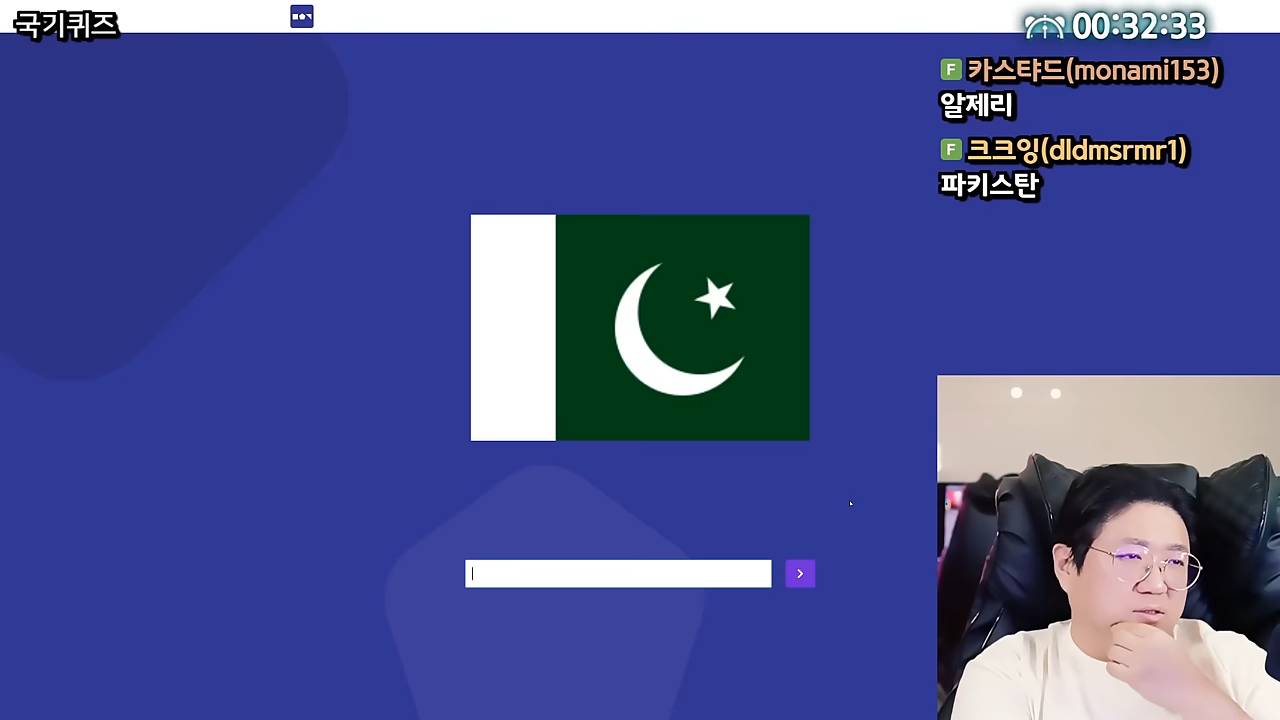 국기퀴즈
00:32:33
F 카스탸드(monami153)
알제리
F 크크잉(dldmsrmr1)
파키스탄